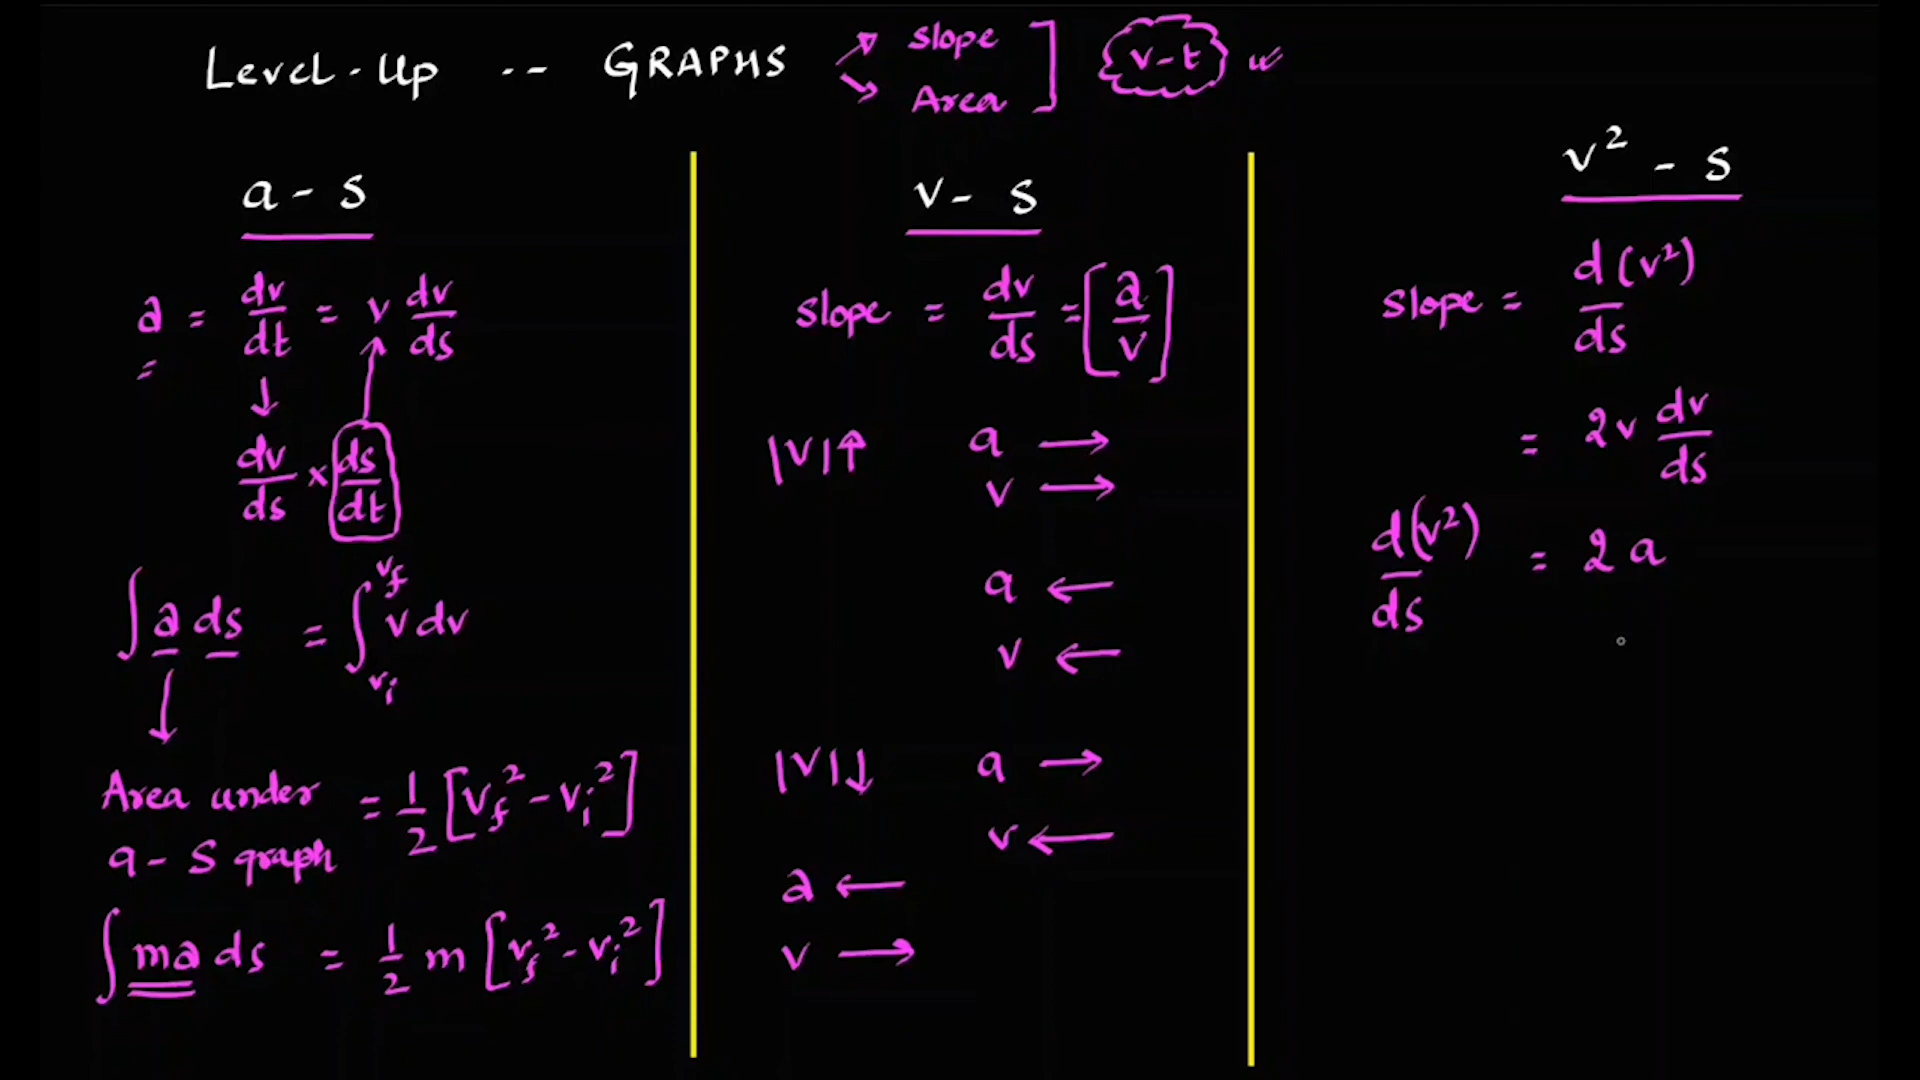 Level-Up -- GRAPHS → Slope
→ Area ] v-t
a - s
a = dv/dt = v dv/ds
=
↓
dv/ds × ds/dt
∫ a ds = ∫ v dv
vf
vi
↓
Area under = 1/2 [vf² - vi²]
a - s graph
∫ ma ds = 1/2 m [vf² - vi²]
v - s
slope = dv/ds = [a/v]
|v|↑ a →
v →
a ←
v ←
|v|↓ a →
v ←
a ←
v →
v² - s
slope = d(v²)/ds
= 2v dv/ds
d(v²)/ds = 2a